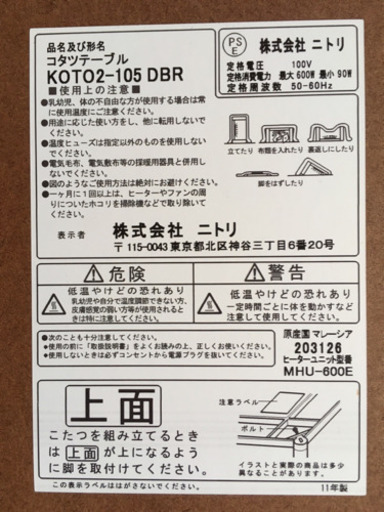 品名及び形名
コタツテーブル
KOTO2-105 DBR
■使用上の注意■
●乳幼児、体の不自由な方が使用する場合は常
に使用温度にご注意ください。
●用途に応じた使い方をし、他に転用しないで
ください。
●温度ヒューズは指定以外のものを使用しないで
ください。
●電気毛布、電気敷布等の採暖用器具と併用し
ないでください。
●図のようなご使用方法は絶対にお避けください。
●一ヶ月に1回以上は、ヒーターやファンの周
りについたホコリを掃除機などで取り除いてく
ださい。
PS
E
株式会社 ニトリ
定格電圧 : 100V
定格消費電力 最大 600W 最小 90W
定格周波数 : 50-60Hz
立てたり 布団を入れたり 裏返しにしたり
脚をはずしたり
表示者 株式会社 ニトリ
〒115-0043 東京都北区神谷三丁目6番20号
危険
低温やけどの恐れあり
乳幼児や自分で温度調節できない方、
皮膚感覚の弱い方等が使用されると
きは特に注意してください。
警告
低温やけどの恐れあり
一定時間ごとに体を動かしな
がら使用してください。
●次のことも十分注意してください。
●使用の前に「取扱説明書」をよくお読みください。
●使用しないときは必ずコンセントから電源プラグを抜いてください。
原産国 マレーシア
203126
ヒーターユニット型番
MHU-600E
上面
こたつを組み立てるとき
は上面が上になるよう
に脚を取付けてください。
注意ラベル
ボルト
イラストと実際の商品は多少
異なる場合があります。
この表示ラベルははがさないでください。
11年製